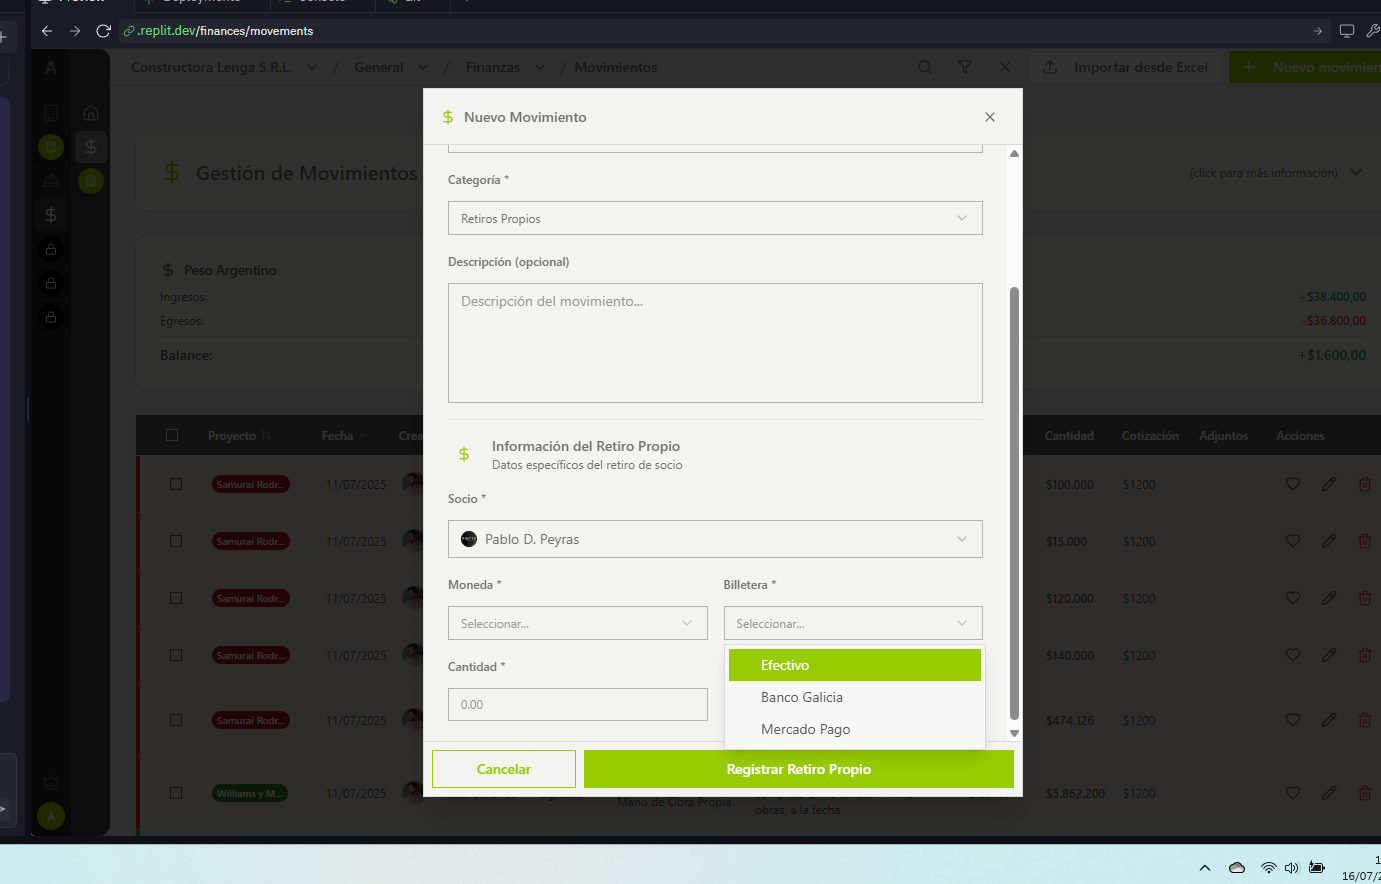 .replit.dev/finances/movements
A
Constructora Lenga S.R.L. / General / Finanzas / Movimientos
Importar desde Excel
Nuevo movimien
Nuevo Movimiento
Gestión de Movimientos
(click para más información)
Categoría *
Retiros Propios
Descripción (opcional)
Descripción del movimiento...
Peso Argentino
Ingresos:
+$38.400,00
Egresos:
-$36.800,00
Balance:
+$1.600,00
Proyecto
Fecha
Crea
Cantidad
Cotización
Adjuntos
Acciones
Información del Retiro Propio
Datos específicos del retiro de socio
Socio *
Pablo D. Peyras
Moneda *
Billetera *
Seleccionar...
Seleccionar...
Cantidad *
0.00
Efectivo
Banco Galicia
Mercado Pago
Cancelar
Registrar Retiro Propio
Samurai Rodr...
11/07/2025
$100.000
$1200
Samurai Rodr...
11/07/2025
$15.000
$1200
Samurai Rodr...
11/07/2025
$120.000
$1200
Samurai Rodr...
11/07/2025
$140.000
$1200
Samurai Rodr...
11/07/2025
$474.126
$1200
Williams y M...
11/07/2025
Mano de Obra Propia
obras, a la fecha
$5.862.200
$1200
A
16/07/2